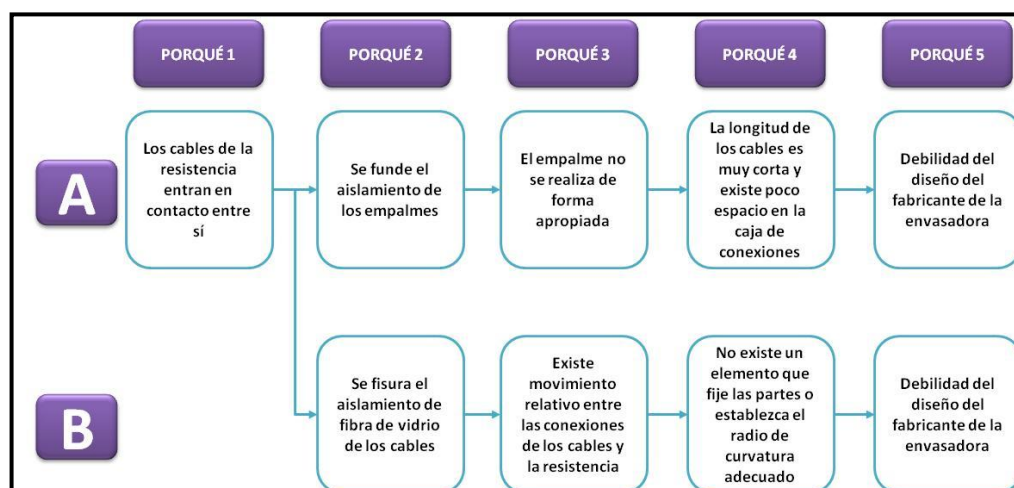 PORQUÉ 1
PORQUÉ 2
PORQUÉ 3
PORQUÉ 4
PORQUÉ 5
A
Los cables de la
resistencia
entran en
contacto entre
sí
Se funde el
aislamiento de
los empalmes
El empalme no
se realiza de
forma
apropiada
La longitud de
los cables es
muy corta y
existe poco
espacio en la
caja de
conexiones
Debilidad del
diseño del
fabricante de la
envasadora
B
Se fisura el
aislamiento de
fibra de vidrio
de los cables
Existe
movimiento
relativo entre
las conexiones
de los cables y
la resistencia
No existe un
elemento que
fije las partes o
establezca el
radio de
curvatura
adecuado
Debilidad del
diseño del
fabricante de la
envasadora